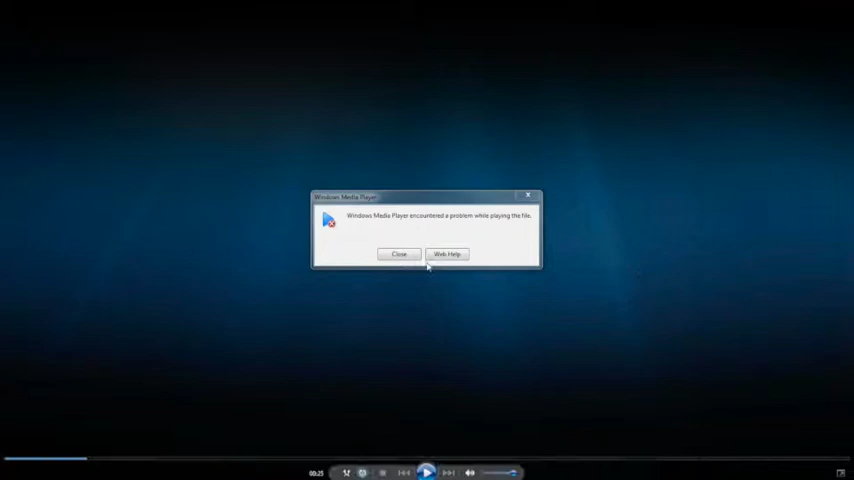 Windows Media Player
Windows Media Player encountered a problem while playing the file.
Close
Web Help
00:25